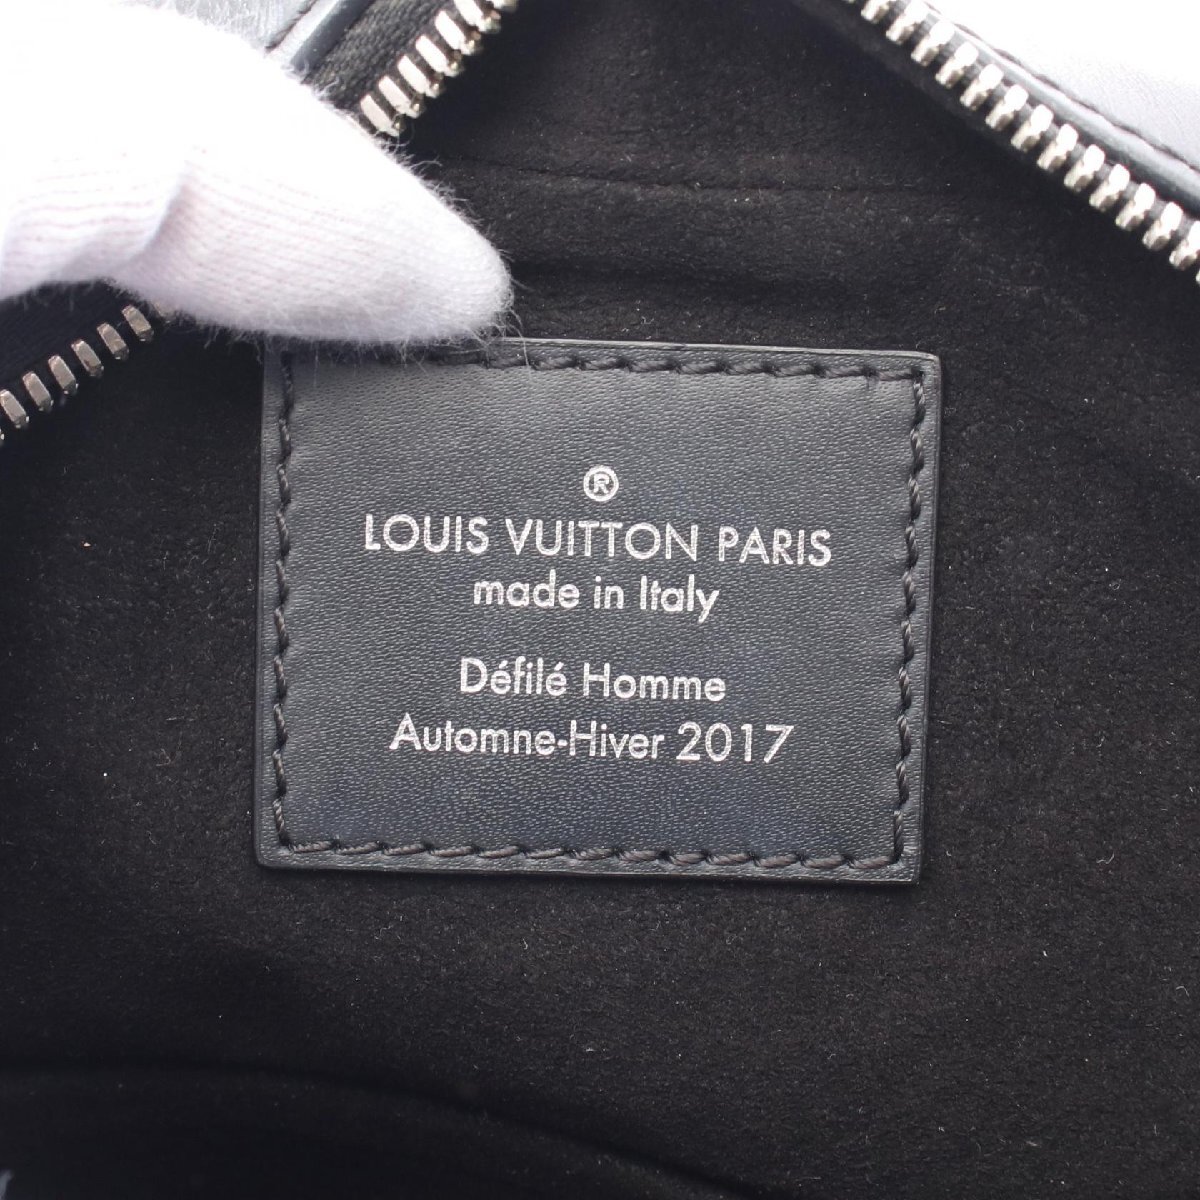 ®
LOUIS VUITTON PARIS
made in Italy
Défilé Homme
Automne-Hiver 2017